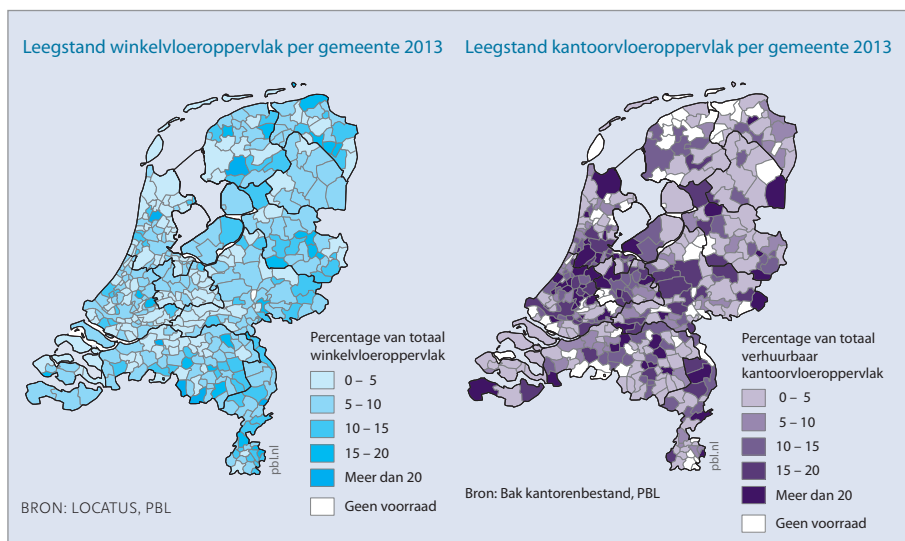 Leegstand winkelvloeroppervlak per gemeente 2013
Percentage van totaal
winkelvloeroppervlak
0 – 5
5 – 10
10 – 15
15 – 20
Meer dan 20
Geen voorraad
pbl.nl
BRON: LOCATUS, PBL
Leegstand kantoorvloeroppervlak per gemeente 2013
Percentage van totaal
verhuurbaar
kantoorvloeroppervlak
0 – 5
5 – 10
10 – 15
15 – 20
Meer dan 20
Geen voorraad
pbl.nl
Bron: Bak kantorenbestand, PBL